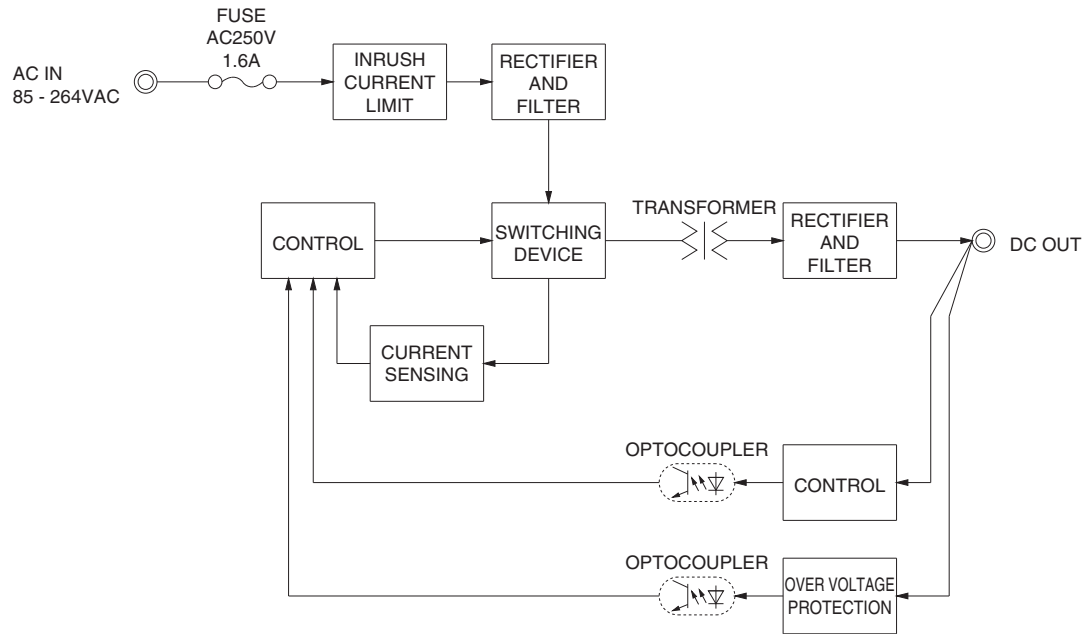 FUSE
AC250V
1.6A
AC IN
85 - 264VAC
INRUSH
CURRENT
LIMIT
RECTIFIER
AND
FILTER
CONTROL
SWITCHING
DEVICE
TRANSFORMER
RECTIFIER
AND
FILTER
DC OUT
CURRENT
SENSING
OPTOCOUPLER
CONTROL
OPTOCOUPLER
OVER VOLTAGE
PROTECTION